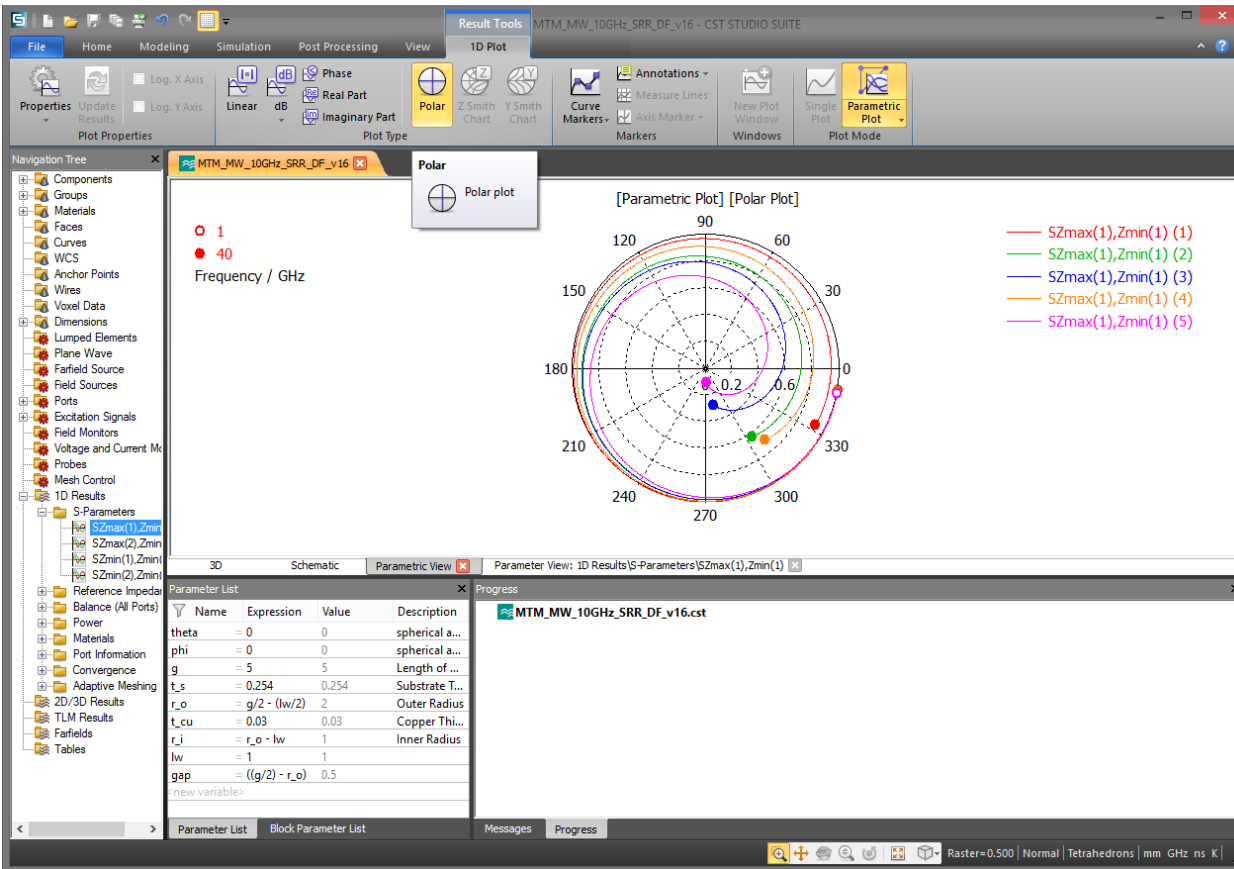 Result Tools
MTM_MW_10GHz_SRR_DF_v16 - CST STUDIO SUITE
File Home Modeling Simulation Post Processing View 1D Plot
Properties
Update Results
Log. X Axis
Log. Y Axis
Plot Properties
Linear
dB
Phase
Real Part
Imaginary Part
Polar
Z Smith Chart
Y Smith Chart
Plot Type
Curve Markers
Annotations
Measure Lines
Axis Marker
Markers
New Plot Window
Windows
Single Plot
Parametric Plot
Plot Mode
Navigation Tree
Components
Groups
Materials
Faces
Curves
WCS
Anchor Points
Wires
Voxel Data
Dimensions
Lumped Elements
Plane Wave
Farfield Source
Field Sources
Ports
Excitation Signals
Field Monitors
Voltage and Current Mo
Probes
Mesh Control
1D Results
S-Parameters
SZmax(1),Zmin
SZmax(2),Zmin
SZmin(1),Zmin(
SZmin(2),Zmin(
Reference Impedan
Balance (All Ports)
Power
Materials
Port Information
Convergence
Adaptive Meshing
2D/3D Results
TLM Results
Farfields
Tables
MTM_MW_10GHz_SRR_DF_v16
Polar
Polar plot
1
40
Frequency / GHz
[Parametric Plot] [Polar Plot]
90
120 60
150 30
180 0
0 0.2 0.6
210 330
240 300
270
SZmax(1),Zmin(1) (1)
SZmax(1),Zmin(1) (2)
SZmax(1),Zmin(1) (3)
SZmax(1),Zmin(1) (4)
SZmax(1),Zmin(1) (5)
3D Schematic Parametric View Parameter View: 1D Results\S-Parameters\SZmax(1),Zmin(1)
Parameter List
Name Expression Value Description
theta = 0 0 spherical a...
phi = 0 0 spherical a...
g = 5 5 Length of ...
t_s = 0.254 0.254 Substrate T...
r_o = g/2 - (lw/2) 2 Outer Radius
t_cu = 0.03 0.03 Copper Thi...
r_i = r_o - lw 1 Inner Radius
lw = 1 1
gap = ((g/2) - r_o) 0.5
<new variable>
Parameter List Block Parameter List
Progress
MTM_MW_10GHz_SRR_DF_v16.cst
Messages Progress
Raster=0.500 Normal Tetrahedrons mm GHz ns K